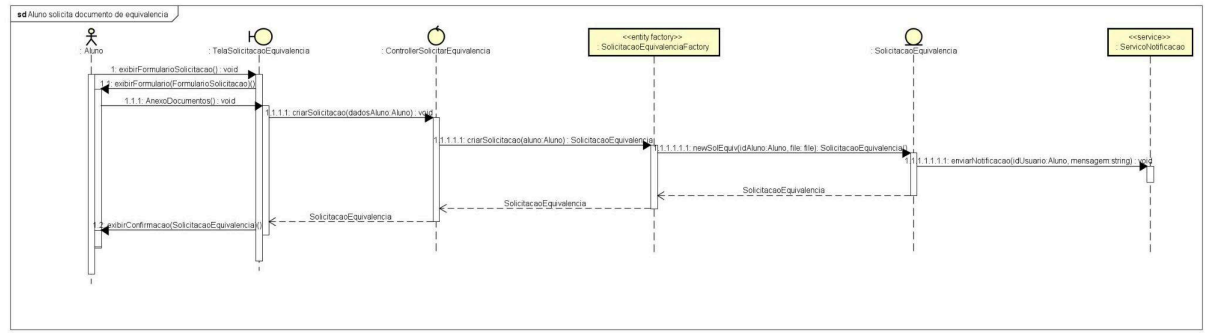 sd Aluno solicita documento de equivalencia
: Aluno
: TelaSolicitacaoEquivalencia
: ControllerSolicitarEquivalencia
<<entity factory>>
: SolicitacaoEquivalenciaFactory
: SolicitacaoEquivalencia
<<service>>
: ServicoNotificacao
1: exibirFormularioSolicitacao() : void
1.1: exibirFormulario(FormularioSolicitacao)()
1.1.1: AnexoDocumentos() : void
1.1.1.1: criarSolicitacao(dadosAluno:Aluno) : void
1.1.1.1.1: criarSolicitacao(aluno:Aluno) : SolicitacaoEquivalencia
1.1.1.1.1.1: newSolEquiv(idAluno:Aluno, file: file): SolicitacaoEquivalencia()
1.1.1.1.1.1.1: enviarNotificacao(idUsuario:Aluno, mensagem:string) : void
SolicitacaoEquivalencia
SolicitacaoEquivalencia
SolicitacaoEquivalencia
1.2: exibirConfirmacao(SolicitacaoEquivalencia)()